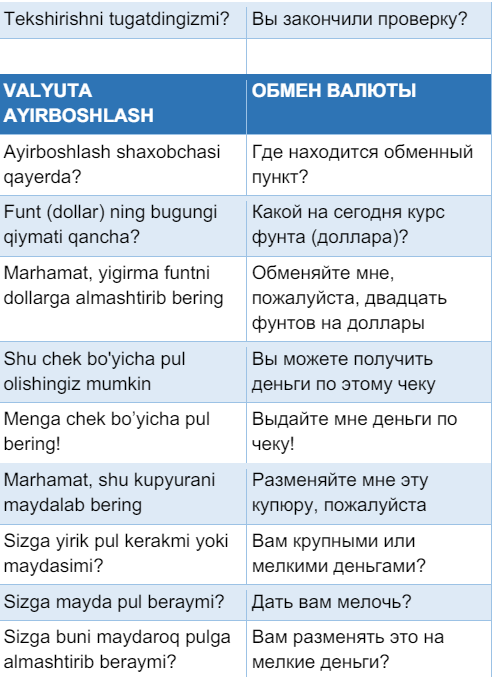 Tekshirishni tugatdingizmi? Вы закончили проверку?
VALYUTA
AYIRBOSHLASH
ОБМЕН ВАЛЮТЫ
Ayirboshlash shaxobchasi
qayerda?
Где находится обменный
пункт?
Funt (dollar) ning bugungi
qiymati qancha?
Какой на сегодня курс
фунта (доллара)?
Marhamat, yigirma funtni
dollarga almashtirib bering
Обменяйте мне,
пожалуйста, двадцать
фунтов на доллары
Shu chek bo'yicha pul
olishingiz mumkin
Вы можете получить
деньги по этому чеку
Menga chek bo’yicha pul
bering!
Выдайте мне деньги по
чеку!
Marhamat, shu kupyurani
maydalab bering
Разменяйте мне эту
купюру, пожалуйста
Sizga yirik pul kerakmi yoki
maydasimi?
Вам крупными или
мелкими деньгами?
Sizga mayda pul beraymi?
Дать вам мелочь?
Sizga buni maydaroq pulga
almashtirib beraymi?
Вам разменять это на
мелкие деньги?